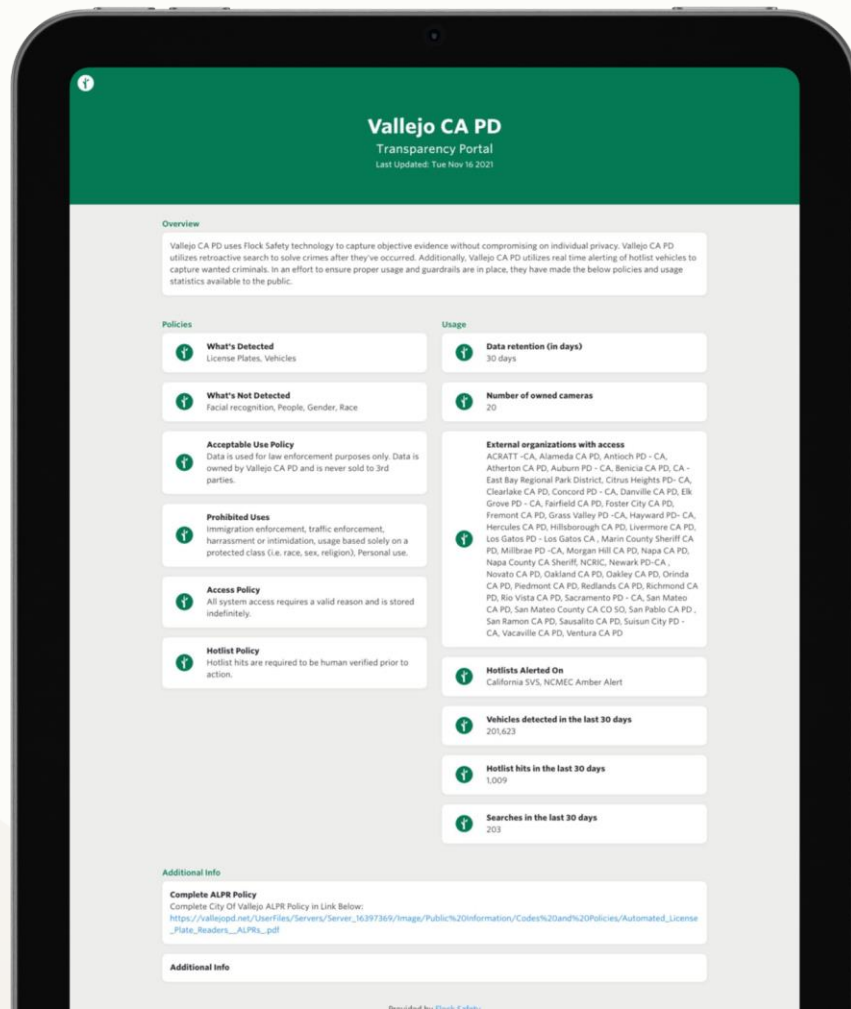 Vallejo CA PD
Transparency Portal
Last Updated: Tue Nov 16 2021
Overview
Vallejo CA PD uses Flock Safety technology to capture objective evidence without compromising on individual privacy. Vallejo CA PD
utilizes retroactive search to solve crimes after they've occurred. Additionally, Vallejo CA PD utilizes real time alerting of hotlist vehicles to
capture wanted criminals. In an effort to ensure proper usage and guardrails are in place, they have made the below policies and usage
statistics available to the public.
Policies
What's Detected
License Plates, Vehicles
What's Not Detected
Facial recognition, People, Gender, Race
Acceptable Use Policy
Data is used for law enforcement purposes only. Data is
owned by Vallejo CA PD and is never sold to 3rd
parties.
Prohibited Uses
Immigration enforcement, traffic enforcement,
harrassment or intimidation, usage based solely on a
protected class (i.e. race, sex, religion), Personal use.
Access Policy
All system access requires a valid reason and is stored
indefinitely.
Hotlist Policy
Hotlist hits are required to be human verified prior to
action.
Usage
Data retention (in days)
30 days
Number of owned cameras
20
External organizations with access
ACRATT -CA, Alameda CA PD, Antioch PD - CA,
Atherton CA PD, Auburn PD - CA, Benicia CA PD, CA -
East Bay Regional Park District, Citrus Heights PD- CA,
Clearlake CA PD, Concord PD - CA, Danville CA PD, Elk
Grove PD - CA, Fairfield CA PD, Foster City CA PD,
Fremont CA PD, Grass Valley PD -CA, Hayward PD- CA,
Hercules CA PD, Hillsborough CA PD, Livermore CA PD,
Los Gatos PD - Los Gatos CA , Marin County Sheriff CA
PD, Millbrae PD -CA, Morgan Hill CA PD, Napa CA PD,
Napa County CA Sheriff, NCRIC, Newark PD-CA ,
Novato CA PD, Oakland CA PD, Oakley CA PD, Orinda
CA PD, Piedmont CA PD, Redlands CA PD, Richmond CA
PD, Rio Vista CA PD, Sacramento PD - CA, San Mateo
CA PD, San Mateo County CA CO SO, San Pablo CA PD ,
San Ramon CA PD, Sausalito CA PD, Suisun City PD -
CA, Vacaville CA PD, Ventura CA PD
Hotlists Alerted On
California SVS, NCMEC Amber Alert
Vehicles detected in the last 30 days
201,623
Hotlist hits in the last 30 days
1,009
Searches in the last 30 days
203
Additional Info
Complete ALPR Policy
Complete City Of Vallejo ALPR Policy in Link Below:
https://vallejopd.net/UserFiles/Servers/Server_16397369/Image/Public%20Information/Codes%20and%20Policies/Automated_License
_Plate_Readers__ALPRs_.pdf
Additional Info
Provided by Flock Safety